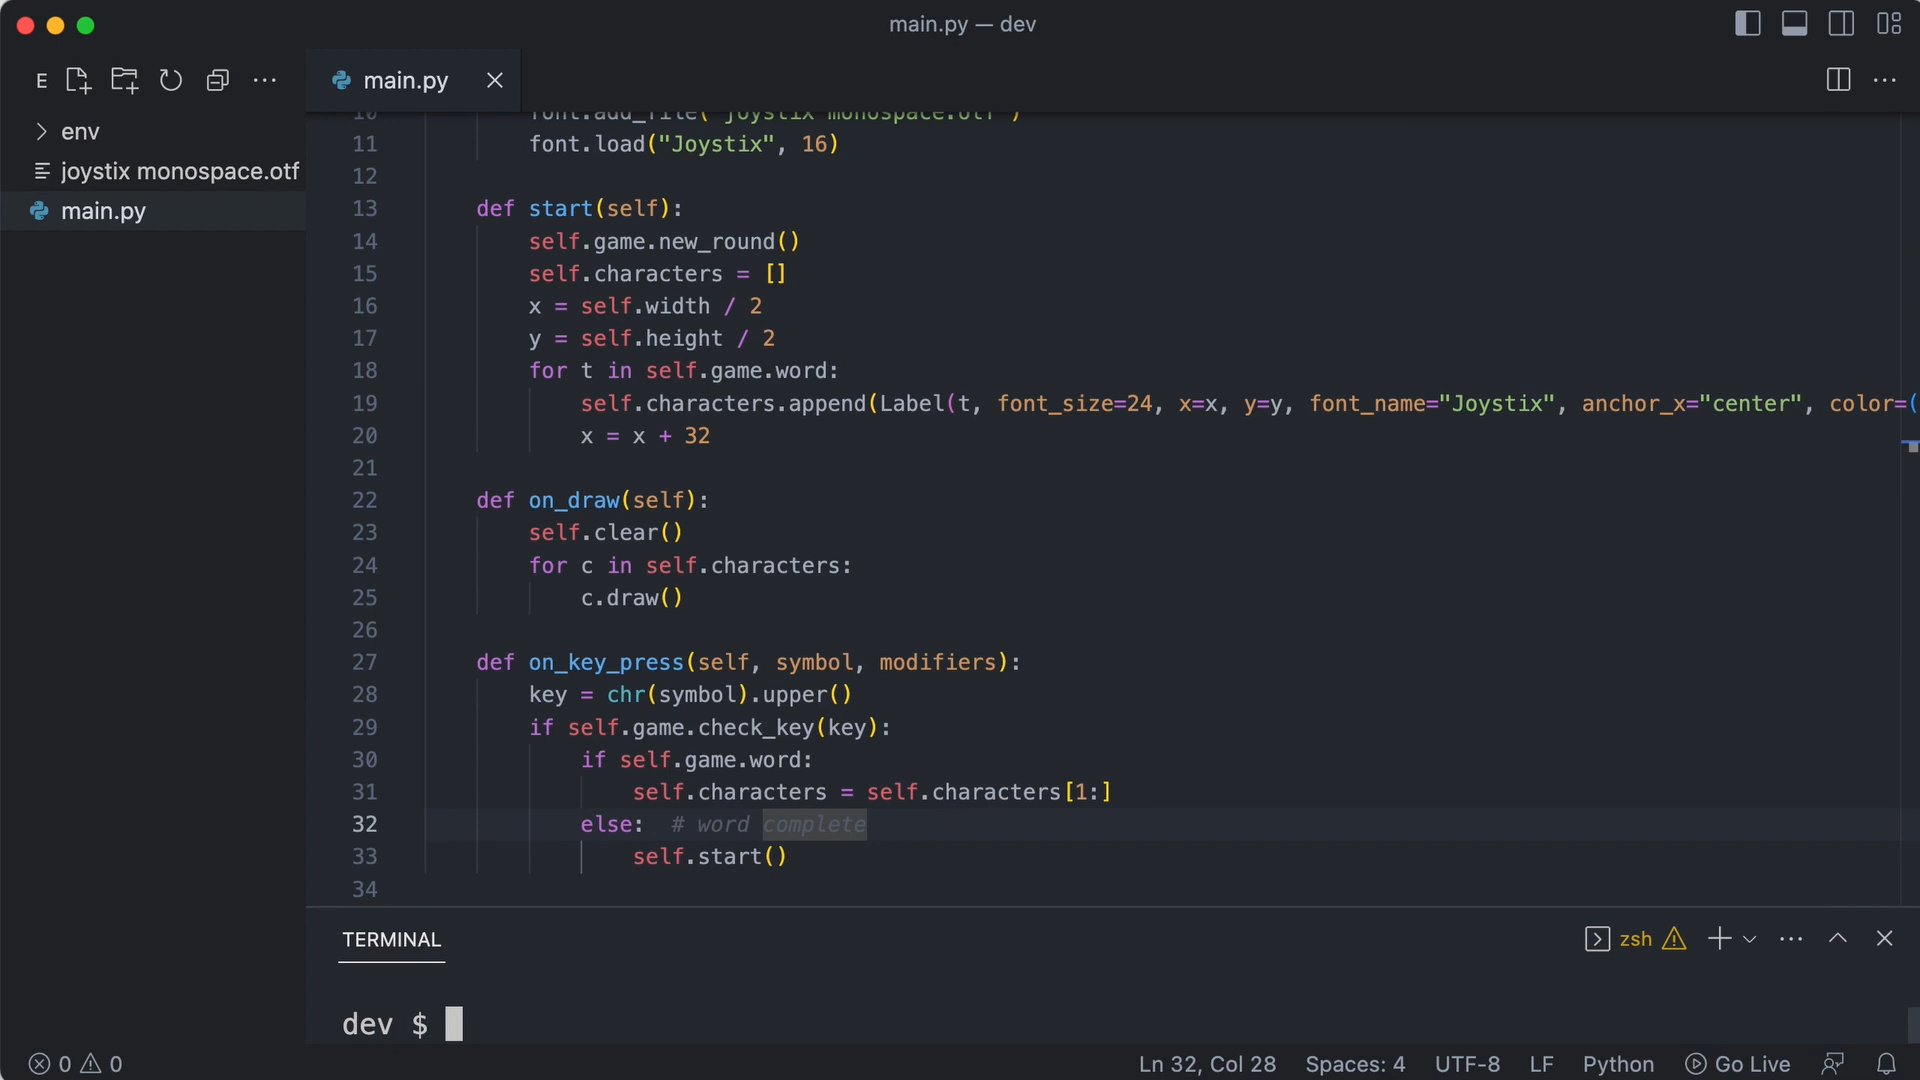 main.py — dev
E
main.py
env
joystix monospace.otf
main.py
10 font.add_file("joystix monospace.otf")
11 font.load("Joystix", 16)
12
13 def start(self):
14 self.game.new_round()
15 self.characters = []
16 x = self.width / 2
17 y = self.height / 2
18 for t in self.game.word:
19 self.characters.append(Label(t, font_size=24, x=x, y=y, font_name="Joystix", anchor_x="center", color=(
20 x = x + 32
21
22 def on_draw(self):
23 self.clear()
24 for c in self.characters:
25 c.draw()
26
27 def on_key_press(self, symbol, modifiers):
28 key = chr(symbol).upper()
29 if self.game.check_key(key):
30 if self.game.word:
31 self.characters = self.characters[1:]
32 else: # word complete
33 self.start()
34
TERMINAL
zsh
dev $
0 0
Ln 32, Col 28 Spaces: 4 UTF-8 LF Python Go Live